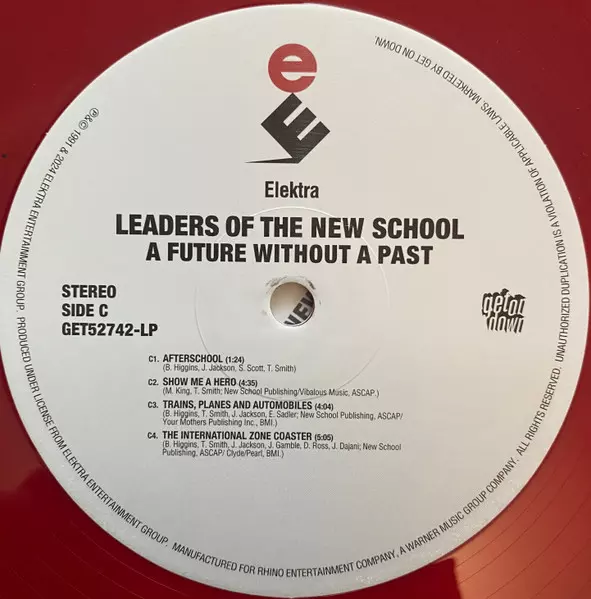 e
E
Elektra
LEADERS OF THE NEW SCHOOL
A FUTURE WITHOUT A PAST
STEREO
SIDE C
GET52742-LP
get on
down
C1. AFTERSCHOOL (1:24)
(B. Higgins, J. Jackson, S. Scott, T. Smith)
C2. SHOW ME A HERO (4:35)
(M. King, T. Smith; New School Publishing/Vibalous Music, ASCAP.)
C3. TRAINS, PLANES AND AUTOMOBILES (4:04)
(B. Higgins, T. Smith, J. Jackson, E. Sadler; New School Publishing, ASCAP/
Your Mothers Publishing Inc., BMI.)
C4. THE INTERNATIONAL ZONE COASTER (5:05)
(B. Higgins, T. Smith, J. Jackson, J. Gamble, D. Ross, J. Dajani; New School
Publishing, ASCAP/ Clyde/Pearl, BMI.)
℗&© 1991 & 2024 ELEKTRA ENTERTAINMENT GROUP. PRODUCED UNDER LICENSE FROM ELEKTRA ENTERTAINMENT GROUP. MANUFACTURED FOR RHINO ENTERTAINMENT COMPANY. A WARNER MUSIC GROUP COMPANY. ALL RIGHTS RESERVED. UNAUTHORIZED DUPLICATION IS A VIOLATION OF APPLICABLE LAWS. MARKETED BY GET ON DOWN.